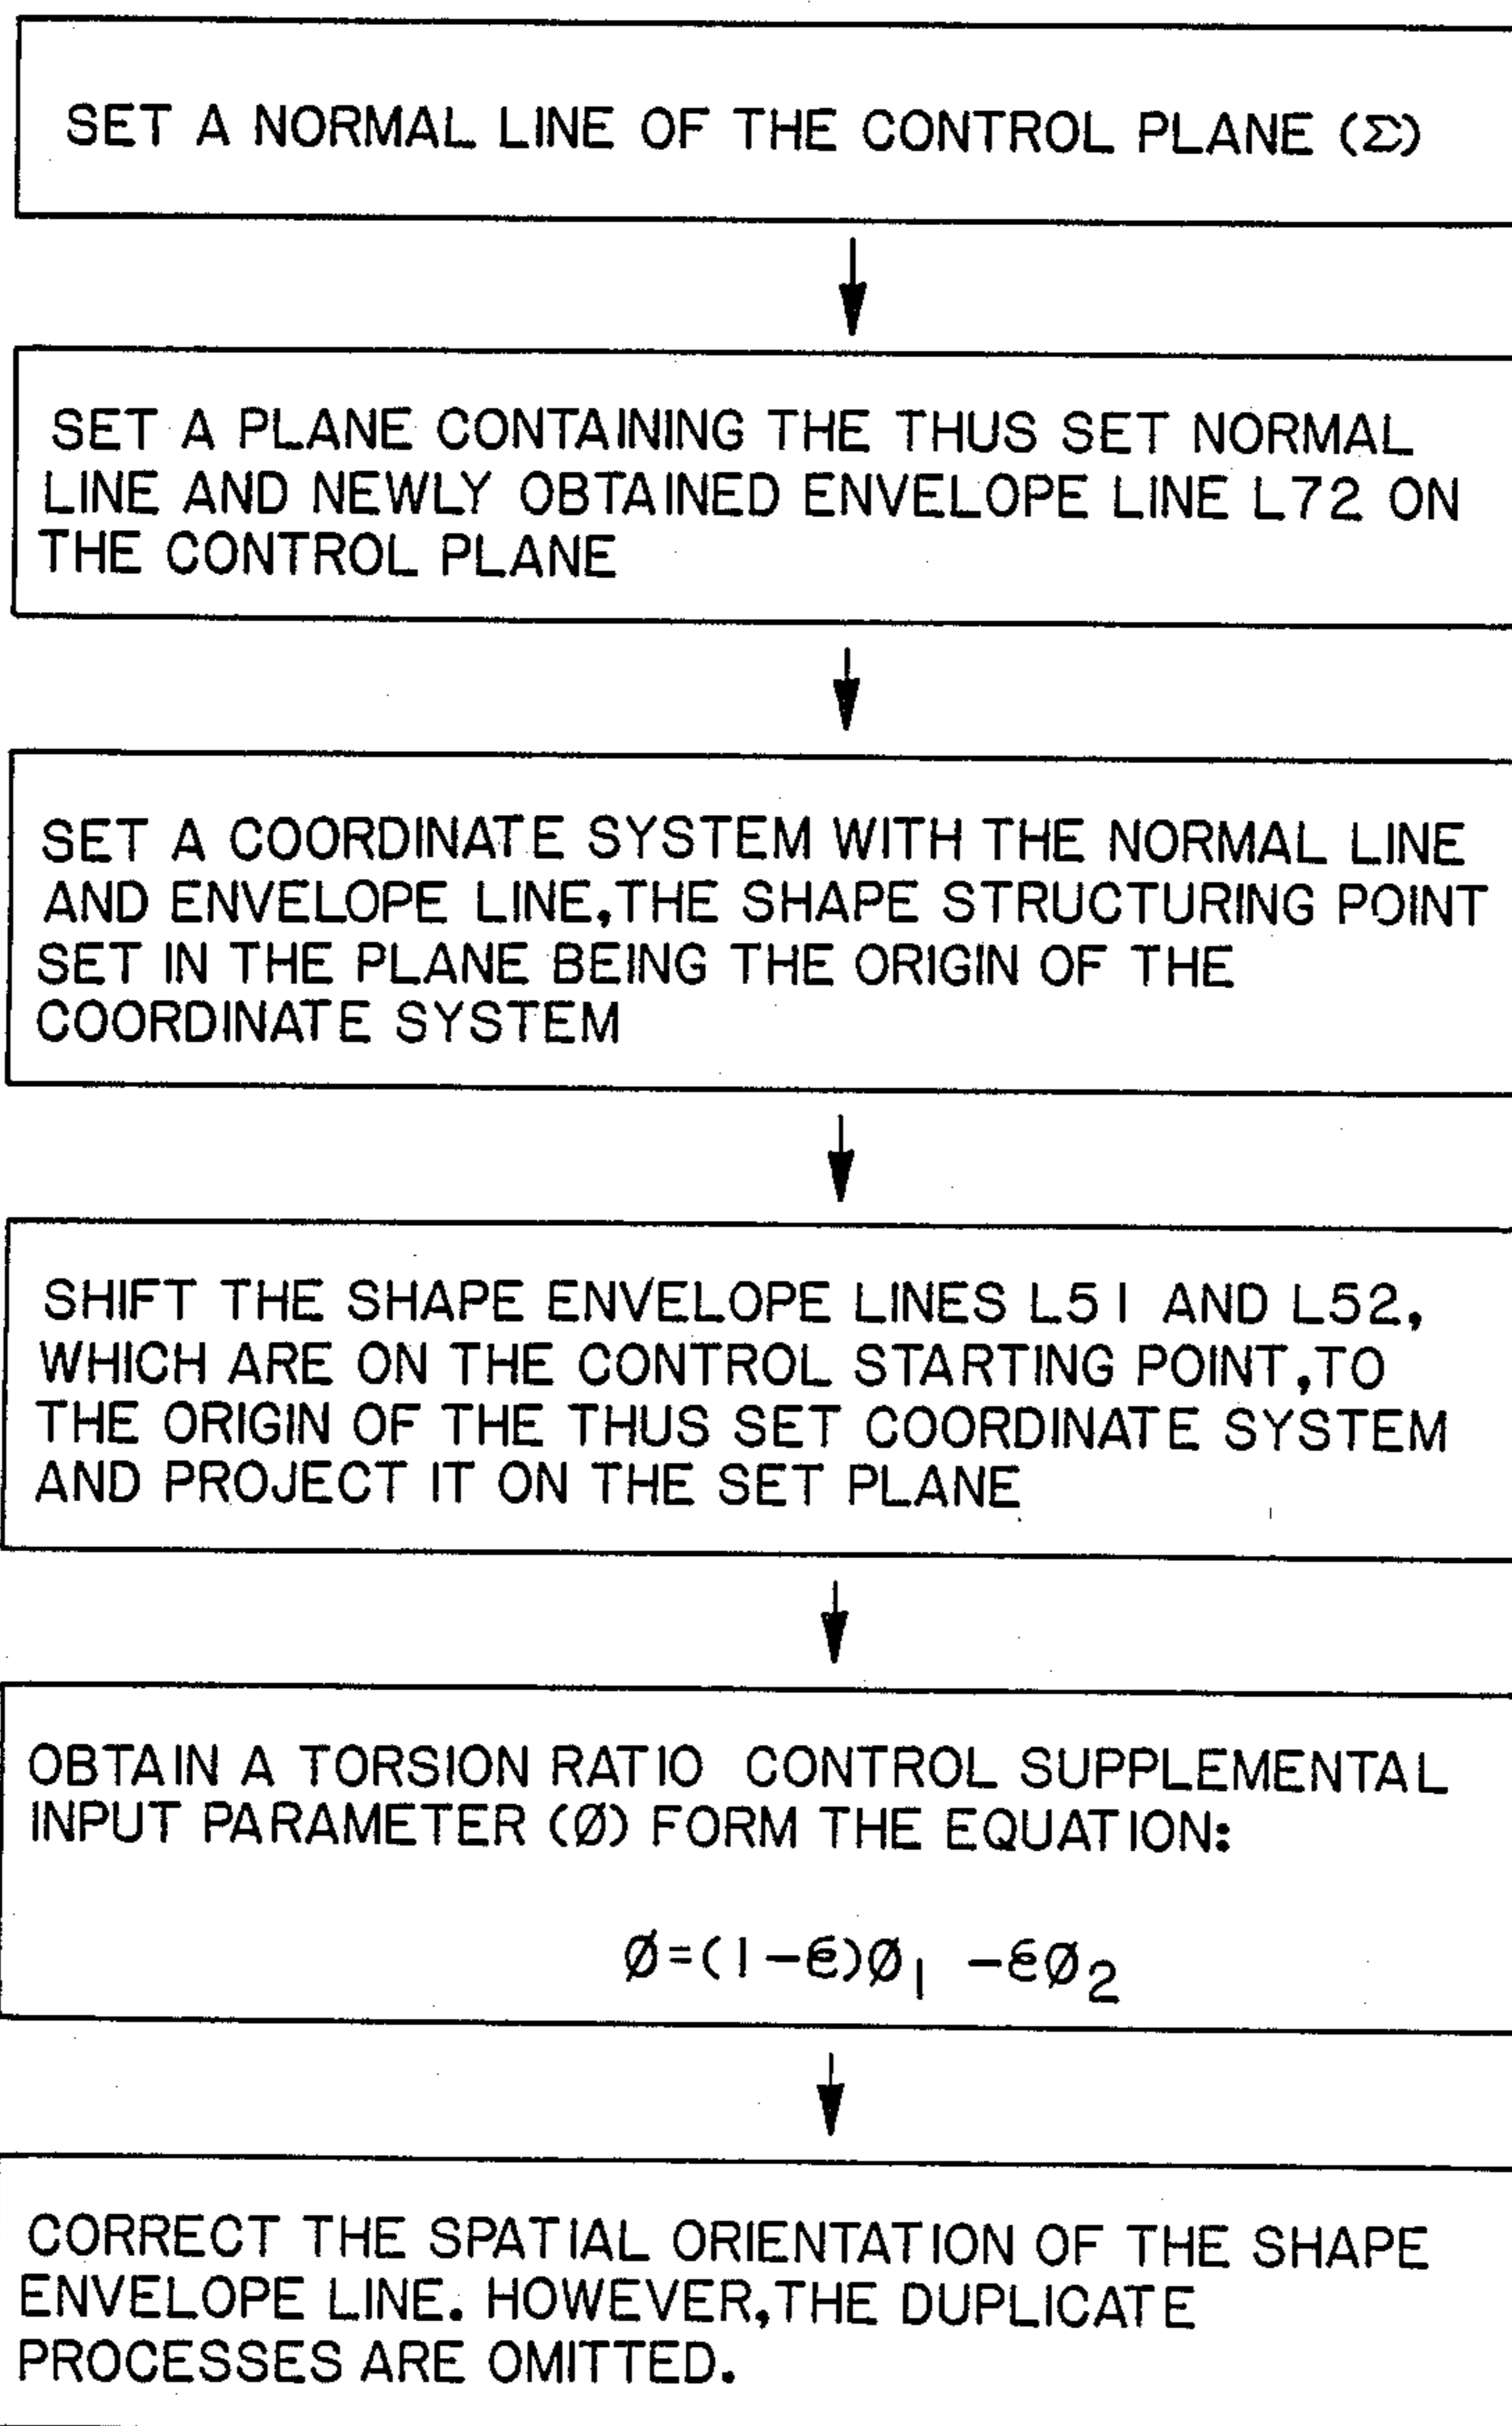 SET A NORMAL LINE OF THE CONTROL PLANE (Σ)
SET A PLANE CONTAINING THE THUS SET NORMAL
LINE AND NEWLY OBTAINED ENVELOPE LINE L72 ON
THE CONTROL PLANE
SET A COORDINATE SYSTEM WITH THE NORMAL LINE
AND ENVELOPE LINE, THE SHAPE STRUCTURING POINT
SET IN THE PLANE BEING THE ORIGIN OF THE
COORDINATE SYSTEM
SHIFT THE SHAPE ENVELOPE LINES L51 AND L52,
WHICH ARE ON THE CONTROL STARTING POINT, TO
THE ORIGIN OF THE THUS SET COORDINATE SYSTEM
AND PROJECT IT ON THE SET PLANE
OBTAIN A TORSION RATIO CONTROL SUPPLEMENTAL
INPUT PARAMETER (Ø) FORM THE EQUATION:
Ø=(1-ε)Ø1 -εØ2
CORRECT THE SPATIAL ORIENTATION OF THE SHAPE
ENVELOPE LINE. HOWEVER, THE DUPLICATE
PROCESSES ARE OMITTED.